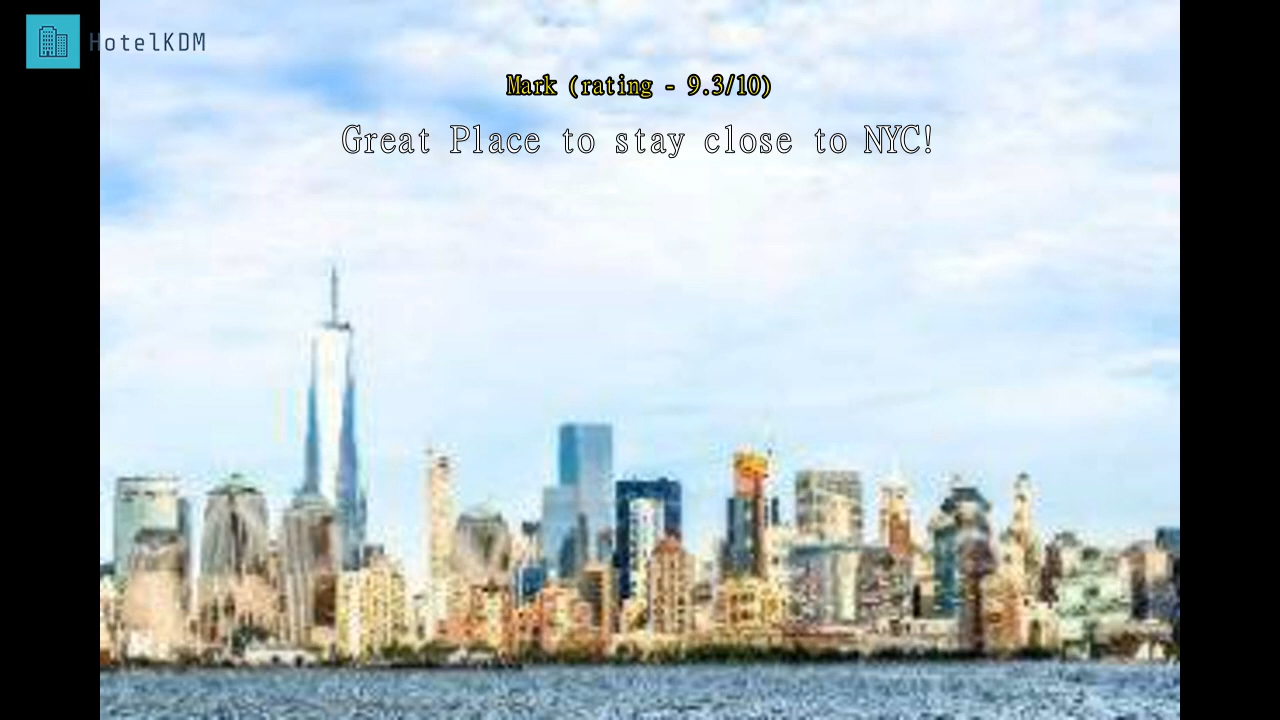 HotelKDM
Mark (rating - 9.3/10)
Great Place to stay close to NYC!